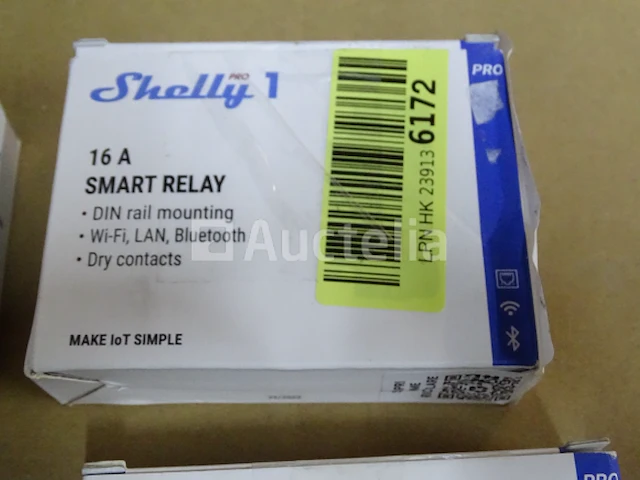 Shelly PRO 1
PRO
16 A
SMART RELAY
• DIN rail mounting
• Wi-Fi, LAN, Bluetooth
• Dry contacts
MAKE IoT SIMPLE
LPN HK 23913 6172
Auctelia
PRO